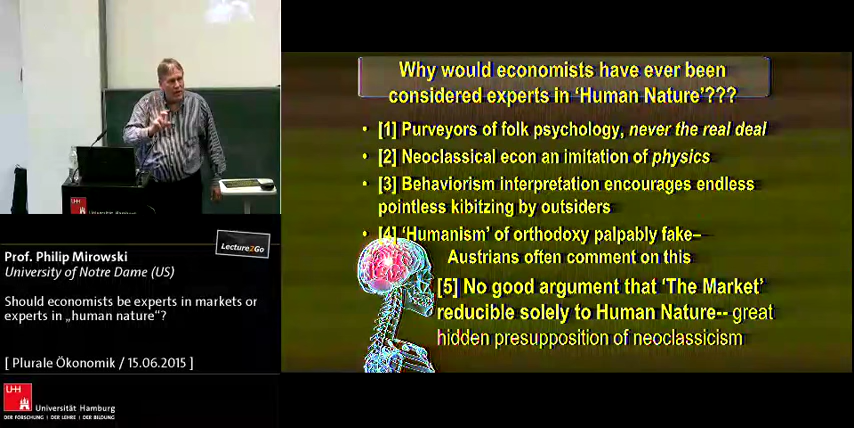 Why would economists have ever been
considered experts in 'Human Nature'???
• [1] Purveyors of folk psychology, never the real deal
• [2] Neoclassical econ an imitation of physics
• [3] Behaviorism interpretation encourages endless
pointless kibitzing by outsiders
• [4] 'Humanism' of orthodoxy palpably fake–
Austrians often comment on this
[5] No good argument that 'The Market'
reducible solely to Human Nature-- great
hidden presupposition of neoclassicism
Lecture2Go
Prof. Philip Mirowski
University of Notre Dame (US)
Should economists be experts in markets or
experts in „human nature“?
[ Plurale Ökonomik / 15.06.2015 ]
UH
Universität Hamburg
DER FORSCHUNG | DER LEHRE | DER BILDUNG